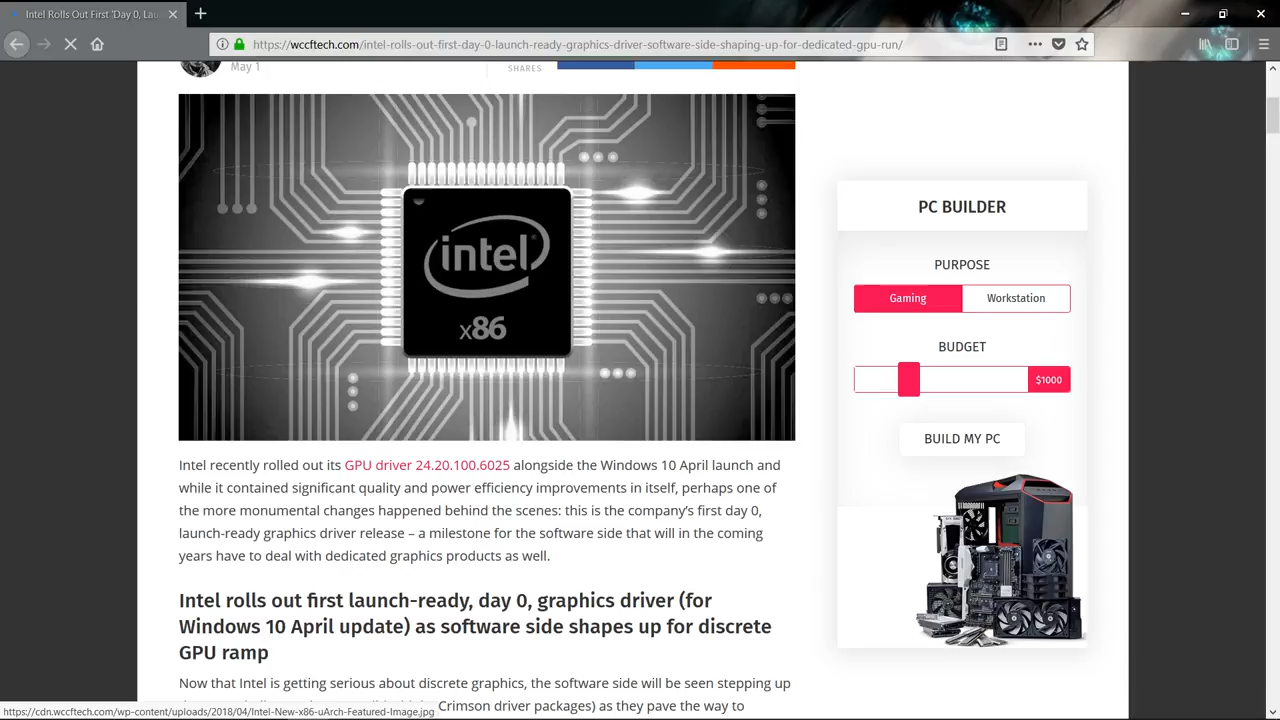 Intel Rolls Out First 'Day 0, Lau
https://wccftech.com/intel-rolls-out-first-day-0-launch-ready-graphics-driver-software-side-shaping-up-for-dedicated-gpu-run/
May 1
SHARES
intel
x86
PC BUILDER
PURPOSE
Gaming
Workstation
BUDGET
$1000
BUILD MY PC
Intel recently rolled out its GPU driver 24.20.100.6025 alongside the Windows 10 April launch and
while it contained significant quality and power efficiency improvements in itself, perhaps one of
the more monumental changes happened behind the scenes: this is the company's first day 0,
launch-ready graphics driver release – a milestone for the software side that will in the coming
years have to deal with dedicated graphics products as well.
Intel rolls out first launch-ready, day 0, graphics driver (for
Windows 10 April update) as software side shapes up for discrete
GPU ramp
Now that Intel is getting serious about discrete graphics, the software side will be seen stepping up
Crimson driver packages) as they pave the way to
https://cdn.wccftech.com/wp-content/uploads/2018/04/Intel-New-x86-uArch-Featured-Image.jpg